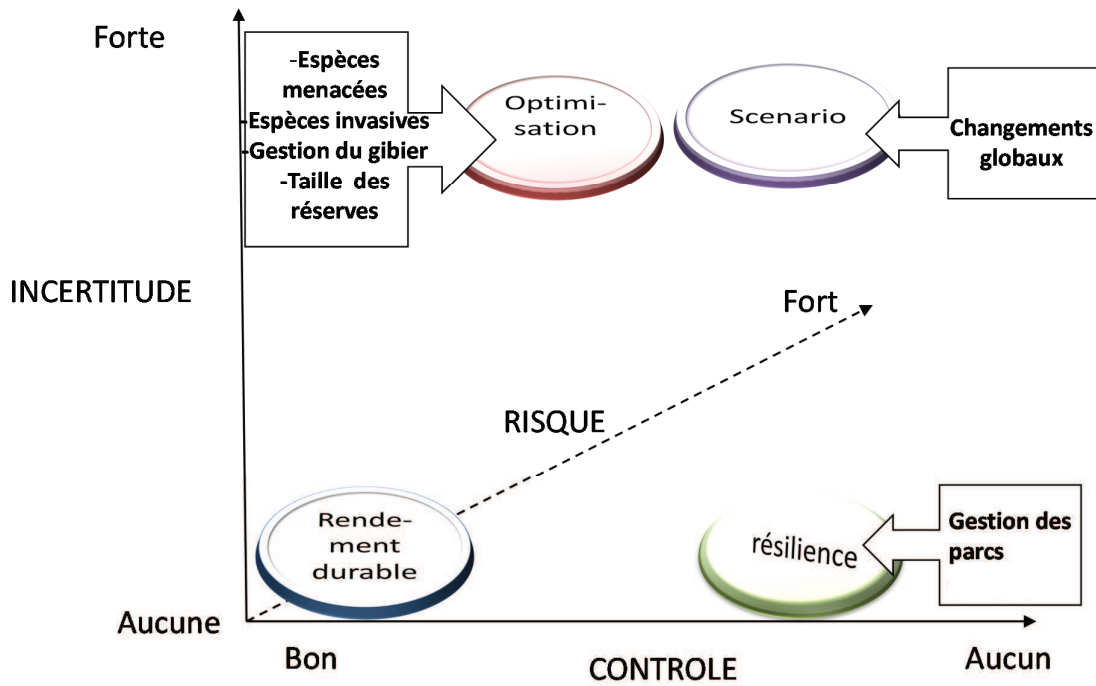 Forte
-Espèces
menacées
-Espèces invasives
-Gestion du gibier
-Taille des
réserves
Optimi-
sation
Scenario
Changements
globaux
INCERTITUDE
Fort
RISQUE
Rende-
ment
durable
résilience
Gestion des
parcs
Aucune
Bon
CONTROLE
Aucun